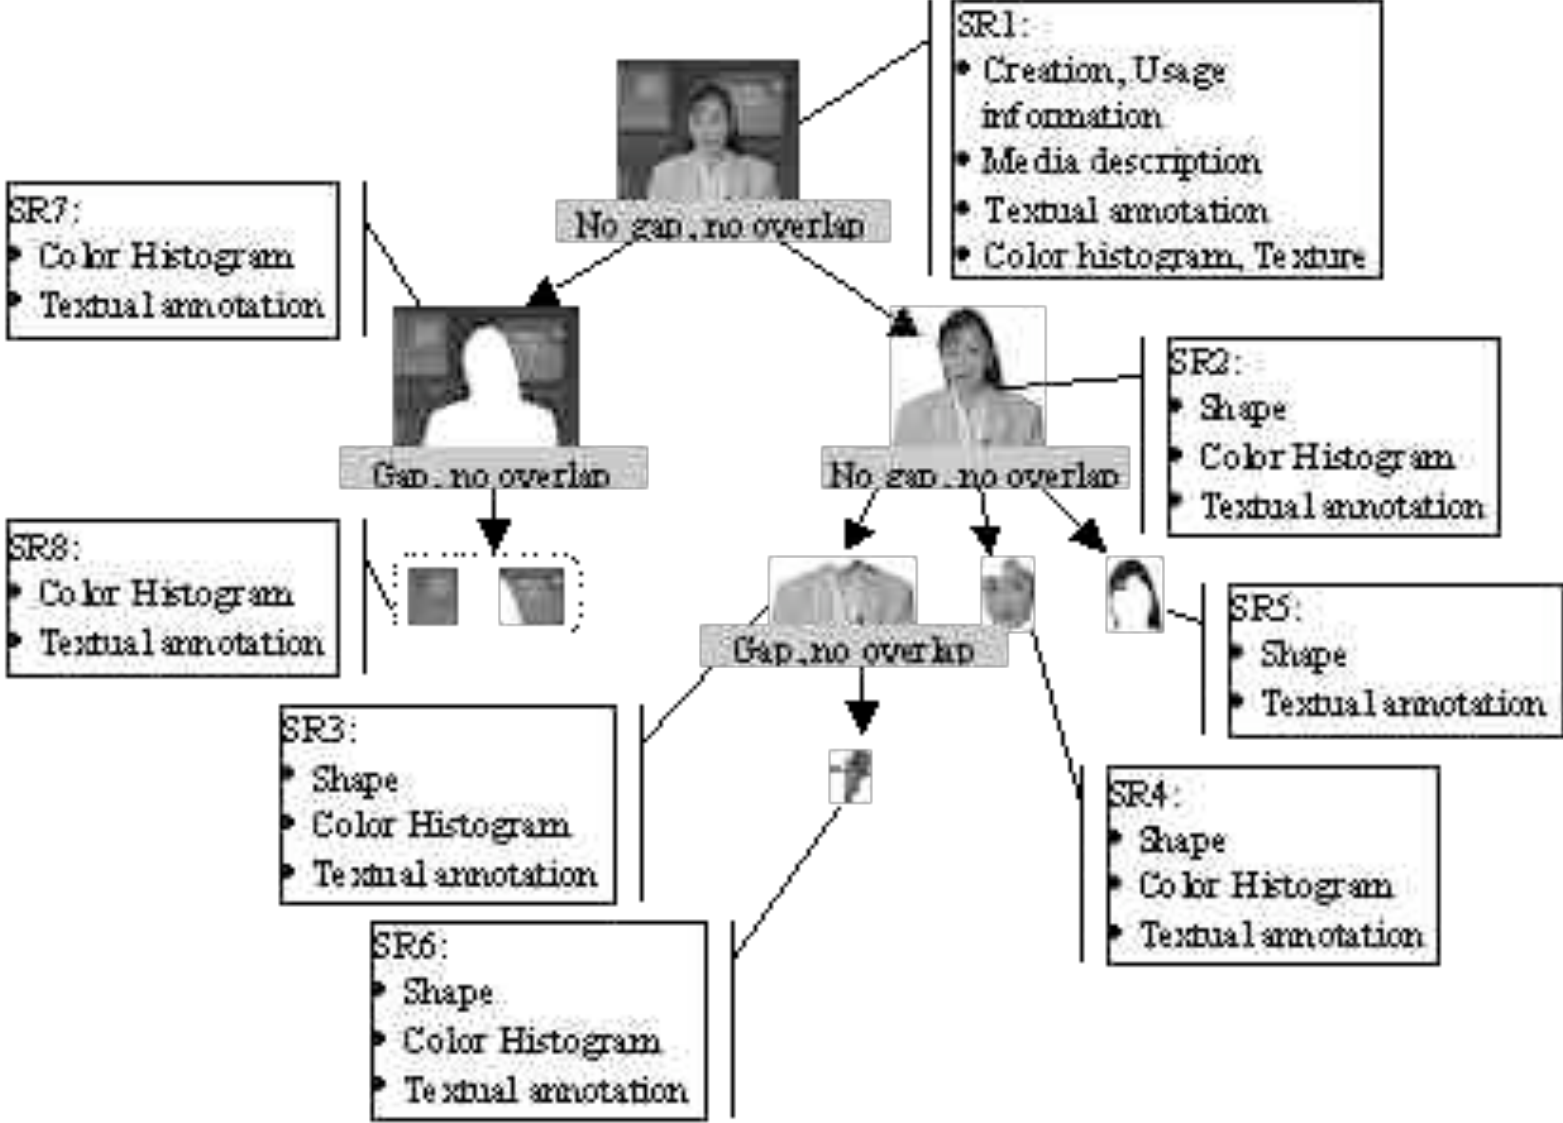 SR1:
• Creation, Usage
information
• Media description
• Textual annotation
• Color histogram, Texture
No gap, no overlap
SR7:
• Color Histogram
• Textual annotation
Gap, no overlap
No gap, no overlap
SR2:
• Shape
• Color Histogram
• Textual annotation
SR8:
• Color Histogram
• Textual annotation
Gap, no overlap
SR5:
• Shape
• Textual annotation
SR3:
• Shape
• Color Histogram
• Textual annotation
SR4:
• Shape
• Color Histogram
• Textual annotation
SR6:
• Shape
• Color Histogram
• Textual annotation